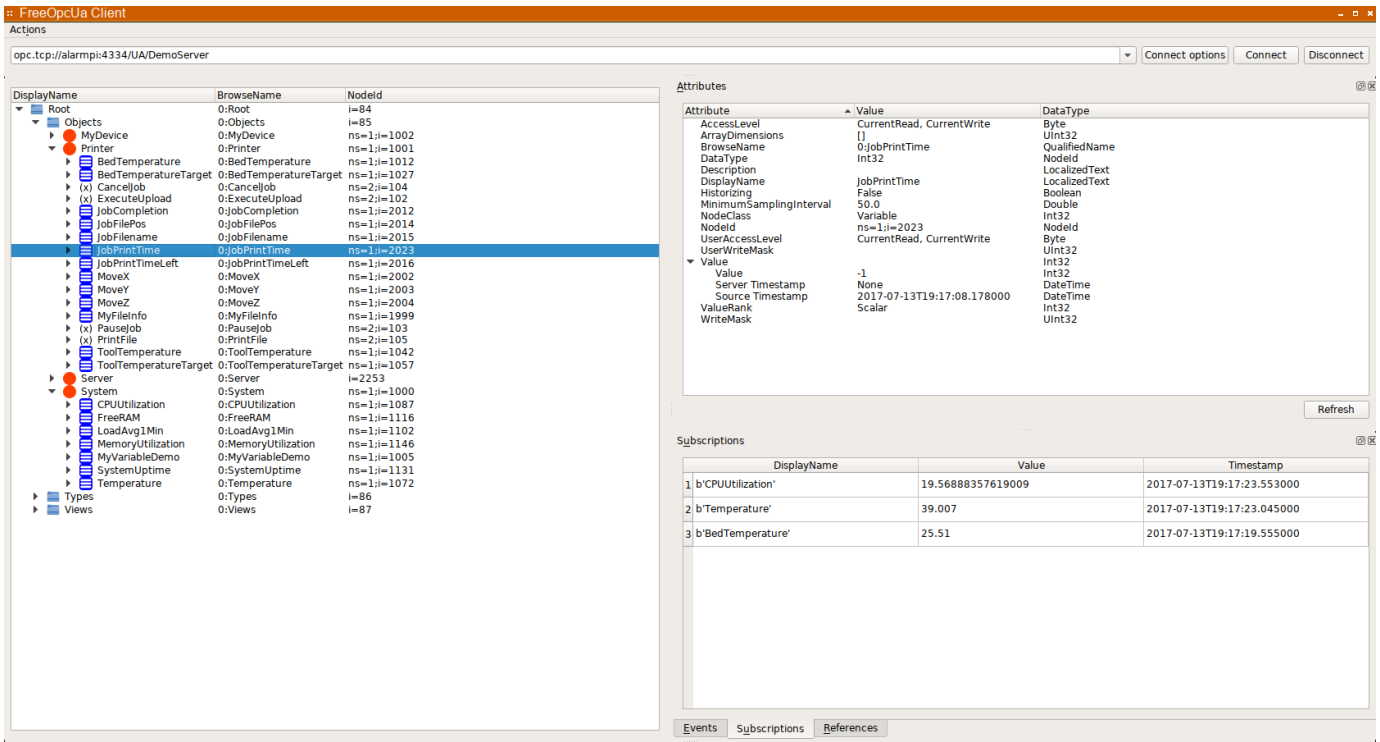 FreeOpcUa Client
Actions
opc.tcp://alarmpi:4334/UA/DemoServer Connect options Connect Disconnect
DisplayName BrowseName NodeId
Root 0:Root i=84
Objects 0:Objects i=85
MyDevice 0:MyDevice ns=1;i=1002
Printer 0:Printer ns=1;i=1001
BedTemperature 0:BedTemperature ns=1;i=1012
BedTemperatureTarget 0:BedTemperatureTarget ns=1;i=1027
(x) CancelJob 0:CancelJob ns=2;i=104
(x) ExecuteUpload 0:ExecuteUpload ns=2;i=102
JobCompletion 0:JobCompletion ns=1;i=2012
JobFilePos 0:JobFilePos ns=1;i=2014
JobFilename 0:JobFilename ns=1;i=2015
JobPrintTime 0:JobPrintTime ns=1;i=2023
JobPrintTimeLeft 0:JobPrintTimeLeft ns=1;i=2016
MoveX 0:MoveX ns=1;i=2002
MoveY 0:MoveY ns=1;i=2003
MoveZ 0:MoveZ ns=1;i=2004
MyFileInfo 0:MyFileInfo ns=1;i=1999
(x) PauseJob 0:PauseJob ns=2;i=103
(x) PrintFile 0:PrintFile ns=2;i=105
ToolTemperature 0:ToolTemperature ns=1;i=1042
ToolTemperatureTarget 0:ToolTemperatureTarget ns=1;i=1057
Server 0:Server i=2253
System 0:System ns=1;i=1000
CPUUtilization 0:CPUUtilization ns=1;i=1087
FreeRAM 0:FreeRAM ns=1;i=1116
LoadAvg1Min 0:LoadAvg1Min ns=1;i=1102
MemoryUtilization 0:MemoryUtilization ns=1;i=1146
MyVariableDemo 0:MyVariableDemo ns=1;i=1005
SystemUptime 0:SystemUptime ns=1;i=1131
Temperature 0:Temperature ns=1;i=1072
Types 0:Types i=86
Views 0:Views i=87
Attributes
Attribute Value DataType
AccessLevel CurrentRead, CurrentWrite Byte
ArrayDimensions [] UInt32
BrowseName 0:JobPrintTime QualifiedName
DataType Int32 NodeId
Description LocalizedText
DisplayName JobPrintTime LocalizedText
Historizing False Boolean
MinimumSamplingInterval 50.0 Double
NodeClass Variable Int32
NodeId ns=1;i=2023 NodeId
UserAccessLevel CurrentRead, CurrentWrite Byte
UserWriteMask UInt32
Value Int32
Value -1 Int32
Server Timestamp None DateTime
Source Timestamp 2017-07-13T19:17:08.178000 DateTime
ValueRank Scalar Int32
WriteMask UInt32
Refresh
Subscriptions
DisplayName Value Timestamp
1 b'CPUUtilization' 19.56888357619009 2017-07-13T19:17:23.553000
2 b'Temperature' 39.007 2017-07-13T19:17:23.045000
3 b'BedTemperature' 25.51 2017-07-13T19:17:19.555000
Events Subscriptions References